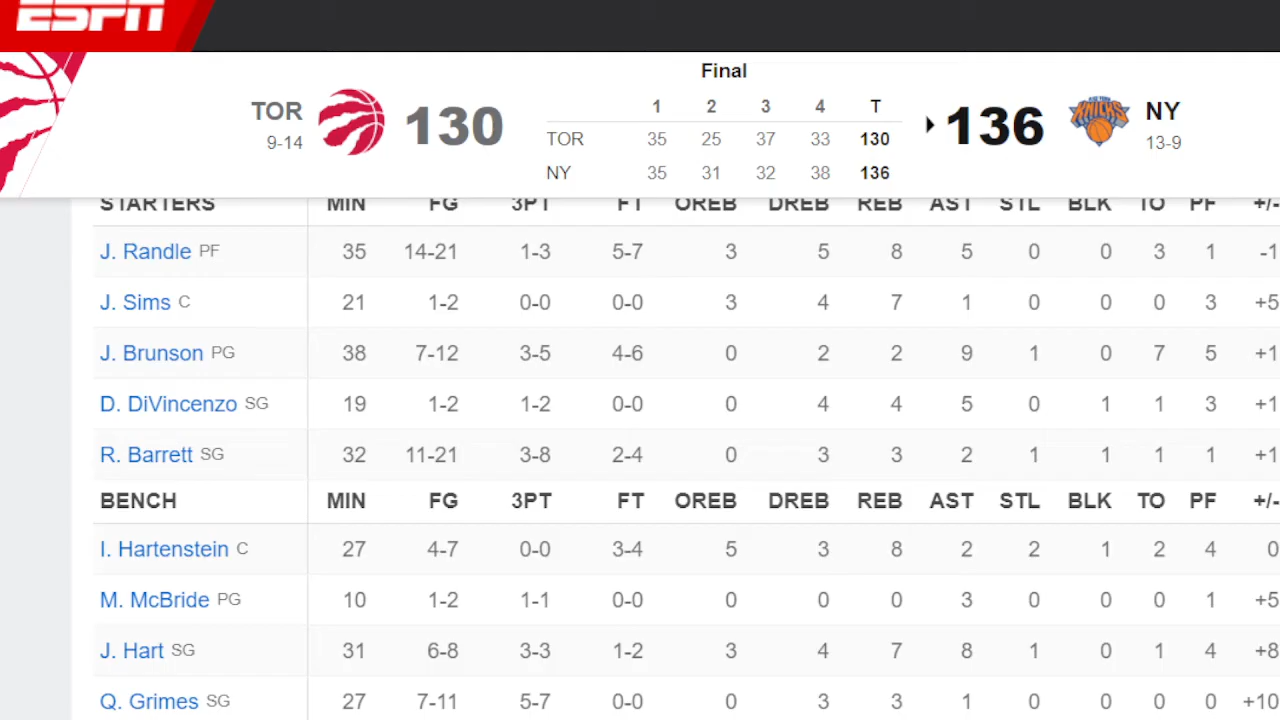 ESPN
Final
TOR 130 1 2 3 4 T 136 NY
9-14 TOR 35 25 37 33 130 13-9
NY 35 31 32 38 136
STARTERS MIN FG 3PT FT OREB DREB REB AST STL BLK TO PF +/-
J. Randle PF 35 14-21 1-3 5-7 3 5 8 5 0 0 3 1 -1
J. Sims C 21 1-2 0-0 0-0 3 4 7 1 0 0 0 3 +5
J. Brunson PG 38 7-12 3-5 4-6 0 2 2 9 1 0 7 5 +1
D. DiVincenzo SG 19 1-2 1-2 0-0 0 4 4 5 0 1 1 3 +1
R. Barrett SG 32 11-21 3-8 2-4 0 3 3 2 1 1 1 1 +1
BENCH MIN FG 3PT FT OREB DREB REB AST STL BLK TO PF +/-
I. Hartenstein C 27 4-7 0-0 3-4 5 3 8 2 2 1 2 4 0
M. McBride PG 10 1-2 1-1 0-0 0 0 0 3 0 0 0 1 +5
J. Hart SG 31 6-8 3-3 1-2 3 4 7 8 1 0 1 4 +8
Q. Grimes SG 27 7-11 5-7 0-0 0 3 3 1 0 0 0 0 +10